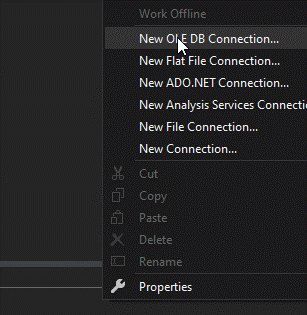 Work Offline
New OLE DB Connection...
New Flat File Connection...
New ADO.NET Connection...
New Analysis Services Connecti
New File Connection...
New Connection...
Cut
Copy
Paste
Delete
Rename
Properties